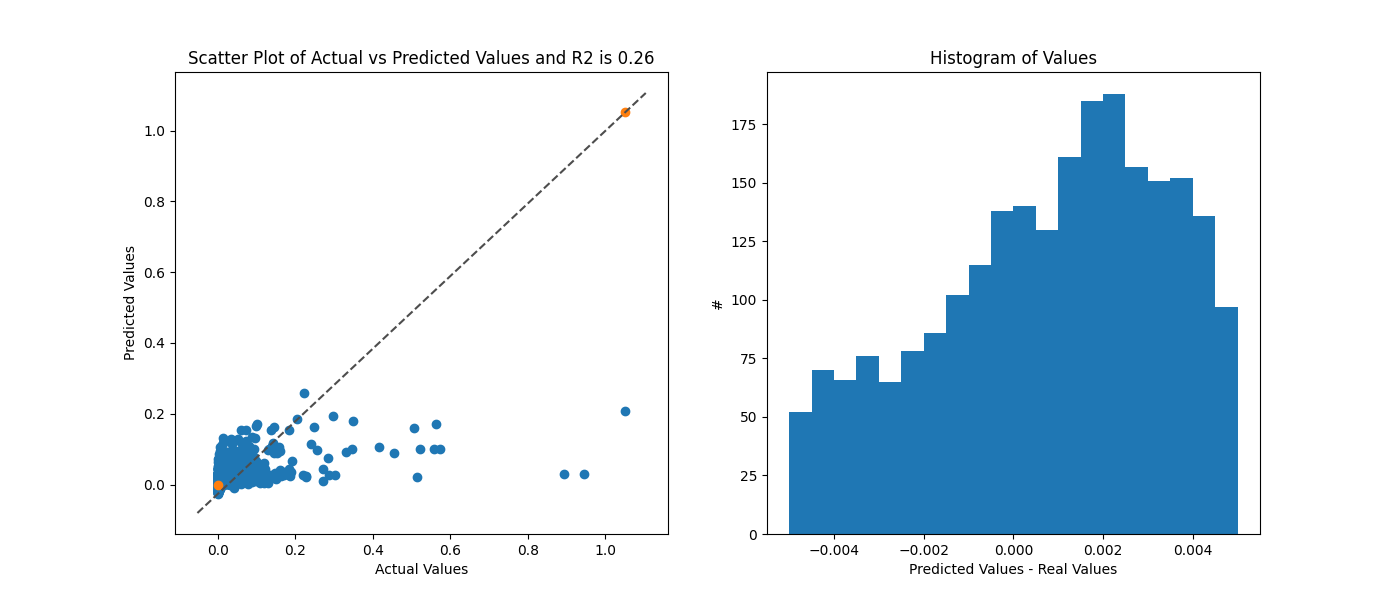 Scatter Plot of Actual vs Predicted Values and R2 is 0.26
Predicted Values
1.0
0.8
0.6
0.4
0.2
0.0
0.0 0.2 0.4 0.6 0.8 1.0
Actual Values
Histogram of Values
#
175
150
125
100
75
50
25
0
−0.004 −0.002 0.000 0.002 0.004
Predicted Values - Real Values